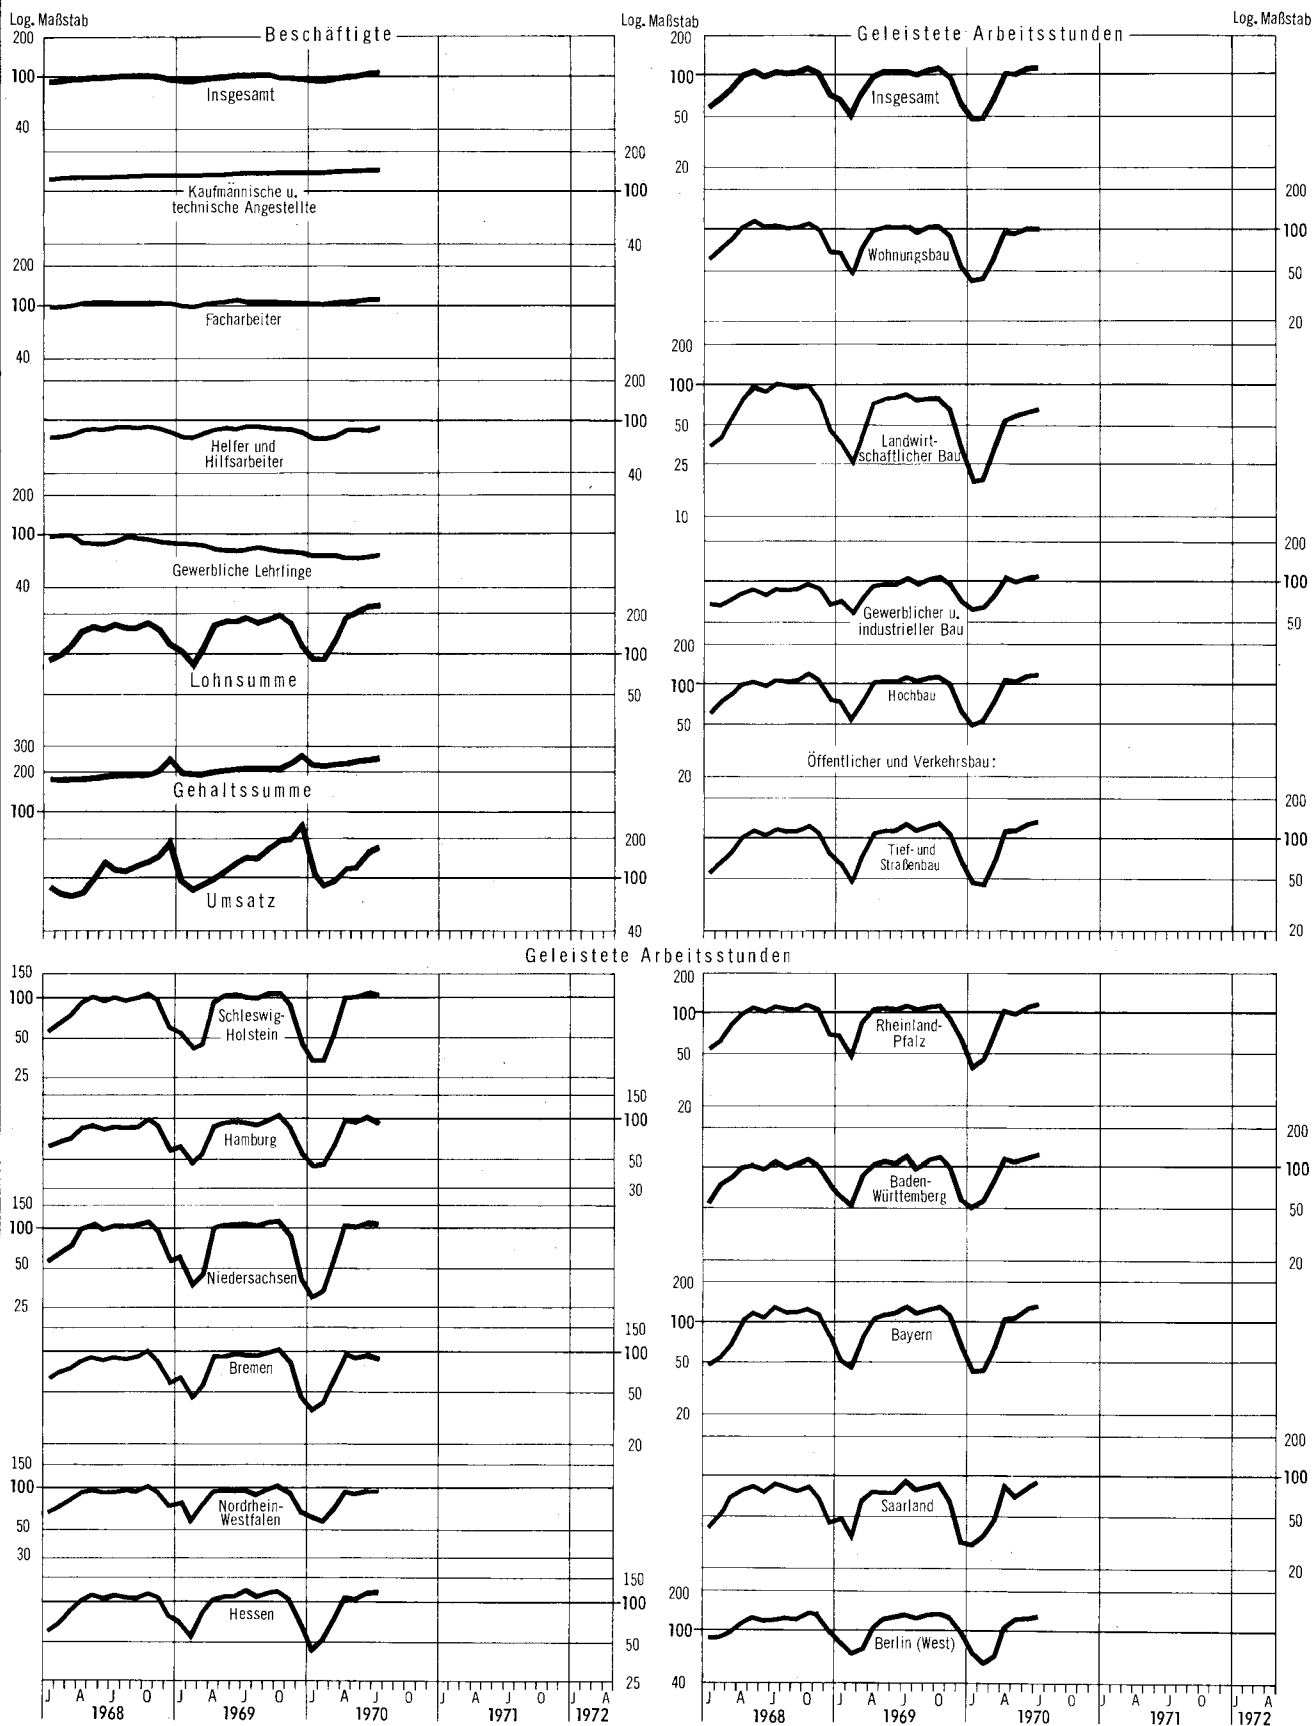 Log. Maßstab
Log. Maßstab
Log. Maßstab
Beschäftigte
200
100
40
Insgesamt
200
100
40
Kaufmännische u.
technische Angestellte
200
100
40
Facharbeiter
200
100
40
Helfer und
Hilfsarbeiter
200
100
40
Gewerbliche Lehrlinge
200
100
50
Lohnsumme
300
200
100
Gehaltssumme
200
100
40
Umsatz
Geleistete Arbeitsstunden
200
100
50
20
Insgesamt
200
100
50
20
Wohnungsbau
200
100
50
25
10
Landwirt-
schaftlicher Bau
200
100
50
Gewerblicher u.
industrieller Bau
200
100
50
20
Hochbau
Öffentlicher und Verkehrsbau:
200
100
50
20
Tief- und
Straßenbau
Geleistete Arbeitsstunden
150
100
50
25
Schleswig-
Holstein
150
100
50
30
Hamburg
150
100
50
25
Niedersachsen
150
100
50
20
Bremen
150
100
50
30
Nordrhein-
Westfalen
150
100
50
25
Hessen
J A J O J A J O J A J O J A J O J A
1968 1969 1970 1971 1972
200
100
50
20
Rheinland-
Pfalz
200
100
50
20
Baden-
Württemberg
200
100
50
20
Bayern
200
100
50
20
Saarland
200
100
40
Berlin (West)
J A J O J A J O J A J O J A J O J A
1968 1969 1970 1971 1972